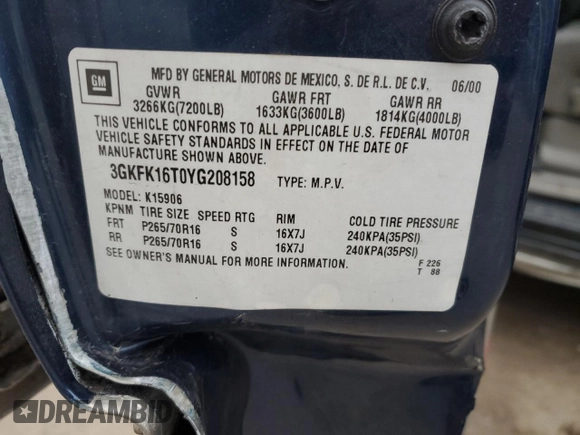 GM
MFD BY GENERAL MOTORS DE MEXICO, S. DE R.L. DE C.V. 06/00
GVWR GAWR FRT GAWR RR
3266KG(7200LB) 1633KG(3600LB) 1814KG(4000LB)
THIS VEHICLE CONFORMS TO ALL APPLICABLE U.S. FEDERAL MOTOR
VEHICLE SAFETY STANDARDS IN EFFECT ON THE DATE OF
MANUFACTURE SHOWN ABOVE.
3GKFK16T0YG208158 TYPE: M.P.V.
MODEL: K15906
KPNM TIRE SIZE SPEED RTG RIM COLD TIRE PRESSURE
FRT P265/70R16 S 16X7J 240KPA(35PSI)
RR P265/70R16 S 16X7J 240KPA(35PSI)
SEE OWNER'S MANUAL FOR MORE INFORMATION.
F 226
T 88
DREAMBID